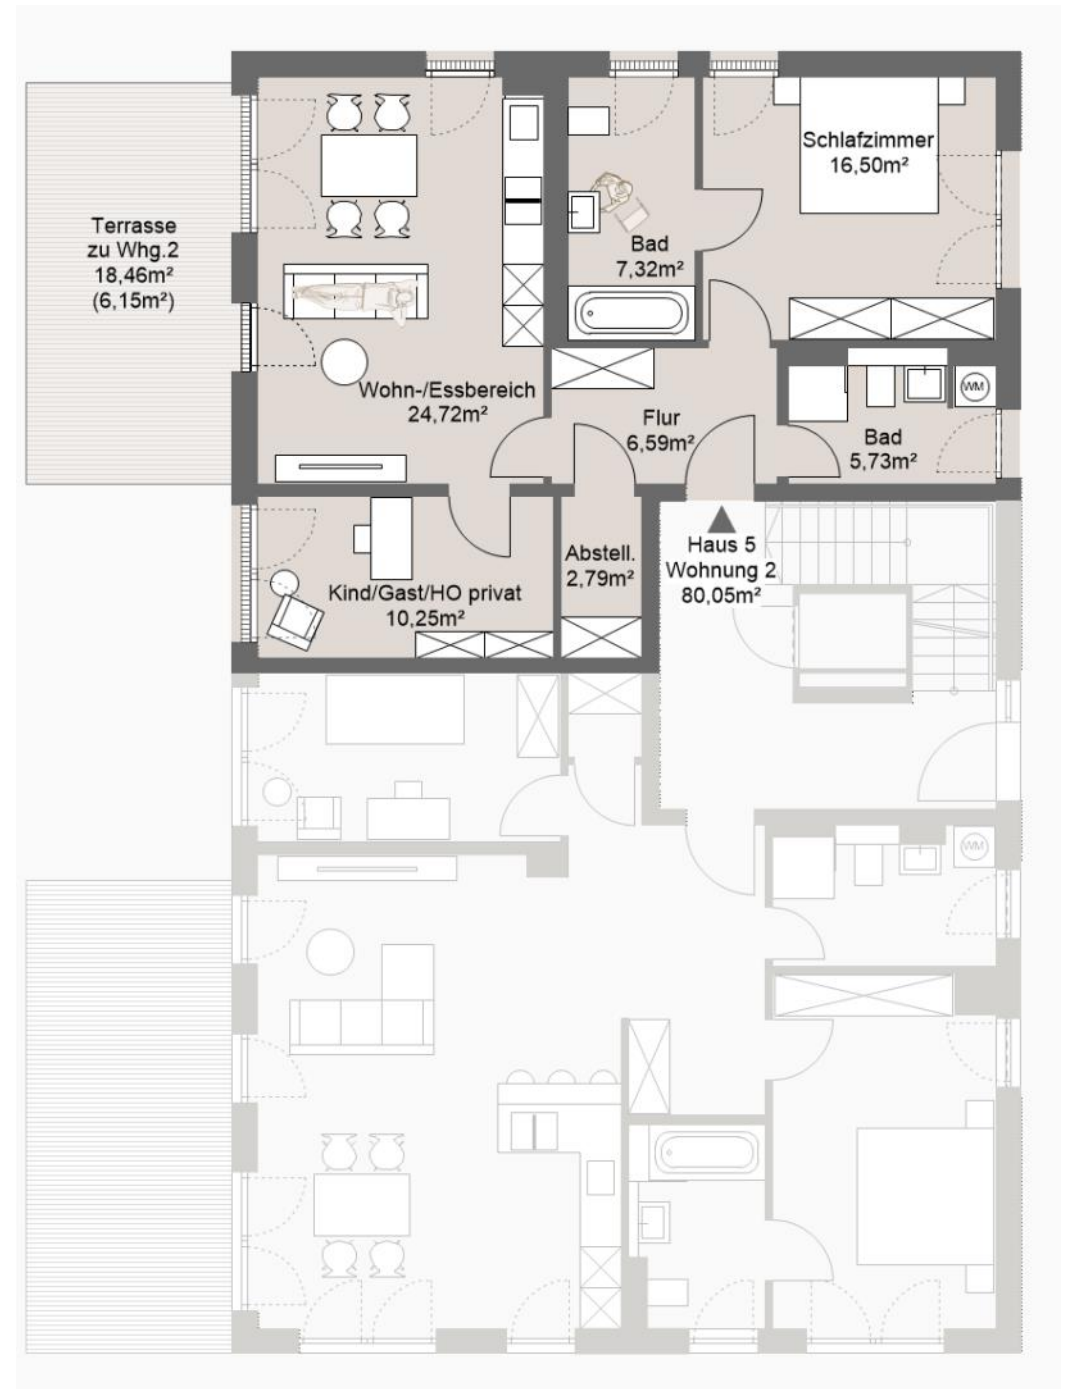 Schlafzimmer
16,50m²
Terrasse
zu Whg.2
18,46m²
(6,15m²)
Bad
7,32m²
Wohn-/Essbereich
24,72m²
Flur
6,59m²
WM
Bad
5,73m²
Kind/Gast/HO privat
10,25m²
Abstell.
2,79m²
Haus 5
Wohnung 2
80,05m²
WM